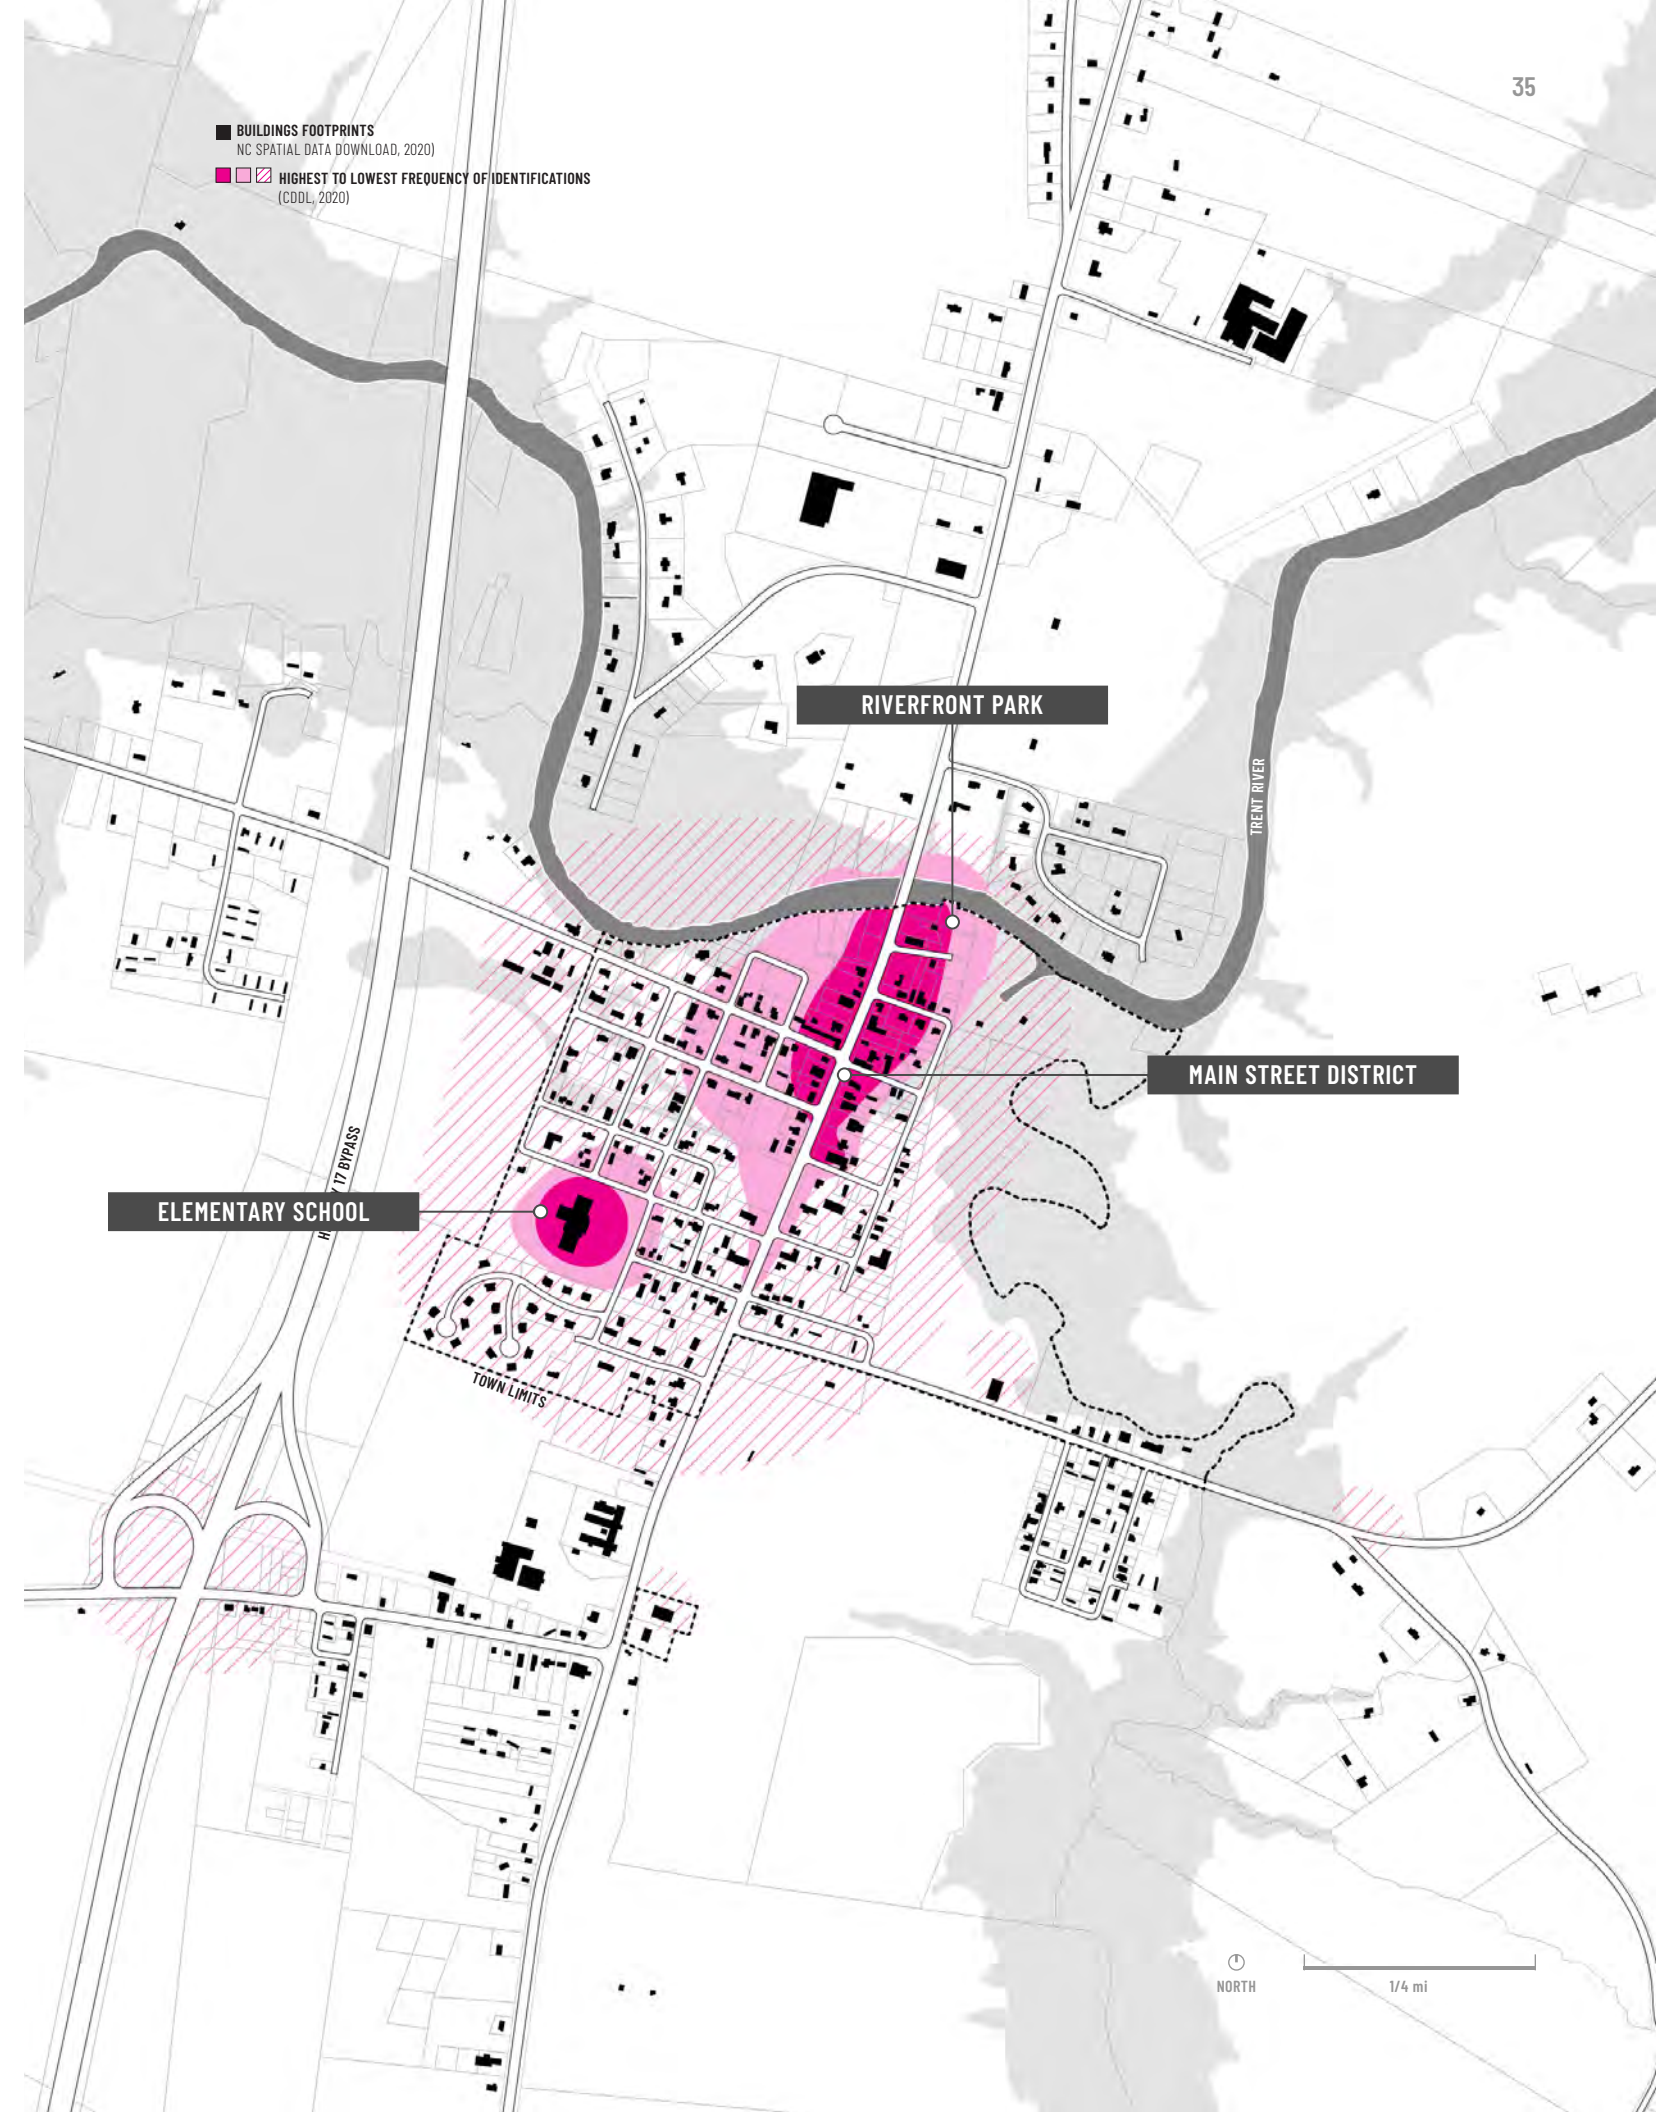 35
BUILDINGS FOOTPRINTS
NC SPATIAL DATA DOWNLOAD, 2020)
HIGHEST TO LOWEST FREQUENCY OF IDENTIFICATIONS
(CDDL, 2020)
RIVERFRONT PARK
TRENT RIVER
MAIN STREET DISTRICT
17 BYPASS
ELEMENTARY SCHOOL
TOWN LIMITS
NORTH
1/4 mi